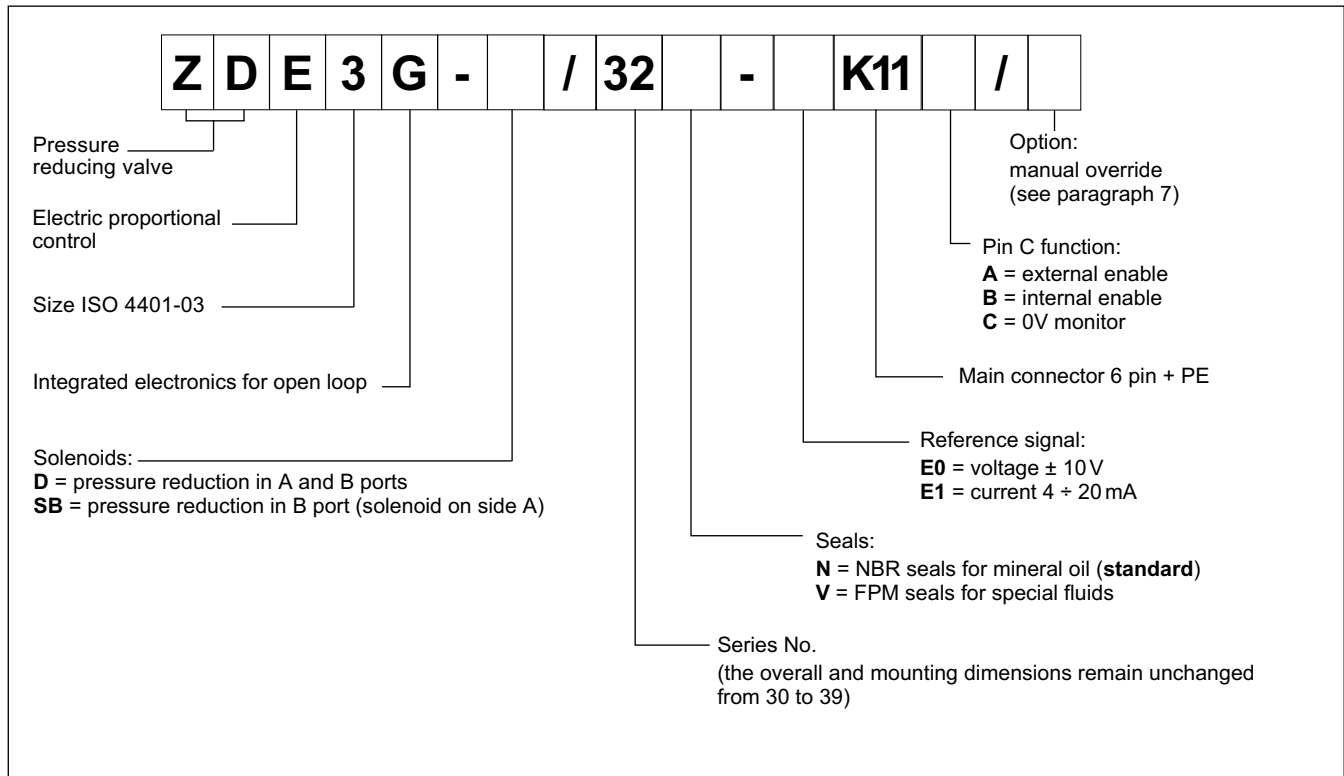 Z D E 3 G - / 32 - K11 /
Pressure
reducing valve
Electric proportional
control
Size ISO 4401-03
Integrated electronics for open loop
Solenoids:
D = pressure reduction in A and B ports
SB = pressure reduction in B port (solenoid on side A)
Option:
manual override
(see paragraph 7)
Pin C function:
A = external enable
B = internal enable
C = 0V monitor
Main connector 6 pin + PE
Reference signal:
E0 = voltage ± 10 V
E1 = current 4 ÷ 20 mA
Seals:
N = NBR seals for mineral oil (standard)
V = FPM seals for special fluids
Series No.
(the overall and mounting dimensions remain unchanged
from 30 to 39)